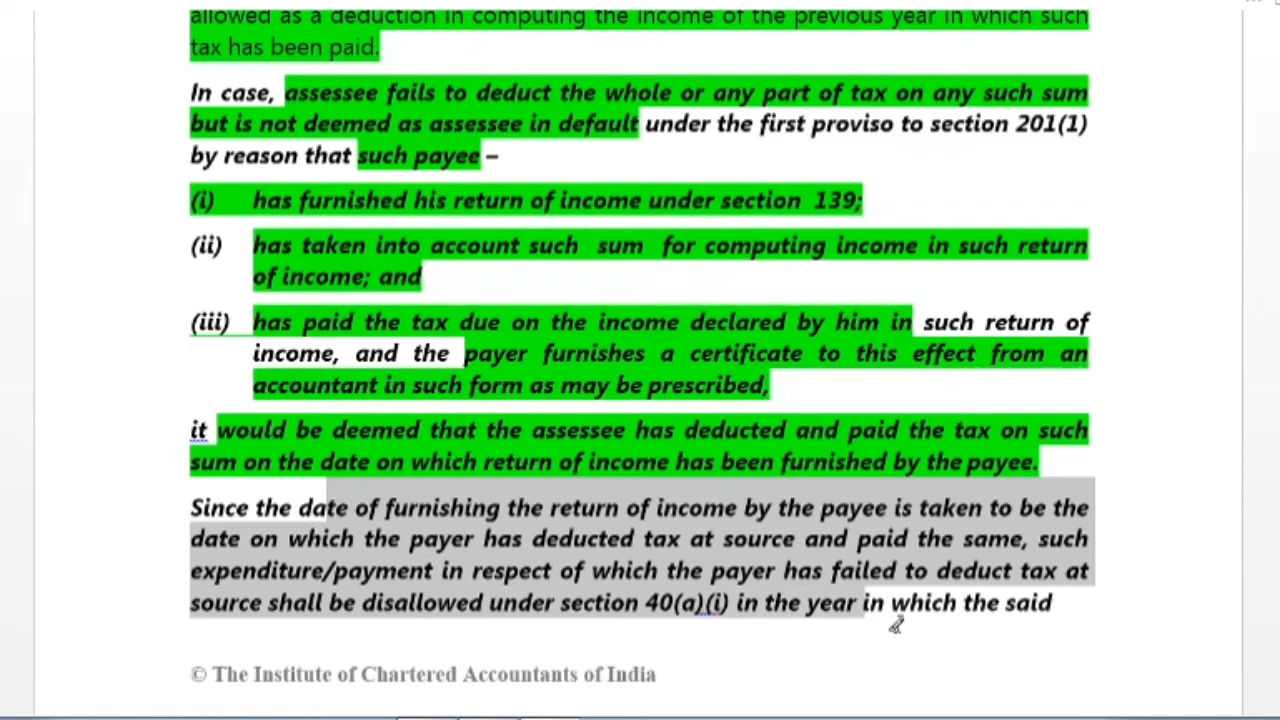 allowed as a deduction in computing the income of the previous year in which such
tax has been paid.
In case, assessee fails to deduct the whole or any part of tax on any such sum
but is not deemed as assessee in default under the first proviso to section 201(1)
by reason that such payee –
(i) has furnished his return of income under section 139;
(ii) has taken into account such sum for computing income in such return
of income; and
(iii) has paid the tax due on the income declared by him in such return of
income, and the payer furnishes a certificate to this effect from an
accountant in such form as may be prescribed,
it would be deemed that the assessee has deducted and paid the tax on such
sum on the date on which return of income has been furnished by the payee.
Since the date of furnishing the return of income by the payee is taken to be the
date on which the payer has deducted tax at source and paid the same, such
expenditure/payment in respect of which the payer has failed to deduct tax at
source shall be disallowed under section 40(a)(i) in the year in which the said
© The Institute of Chartered Accountants of India